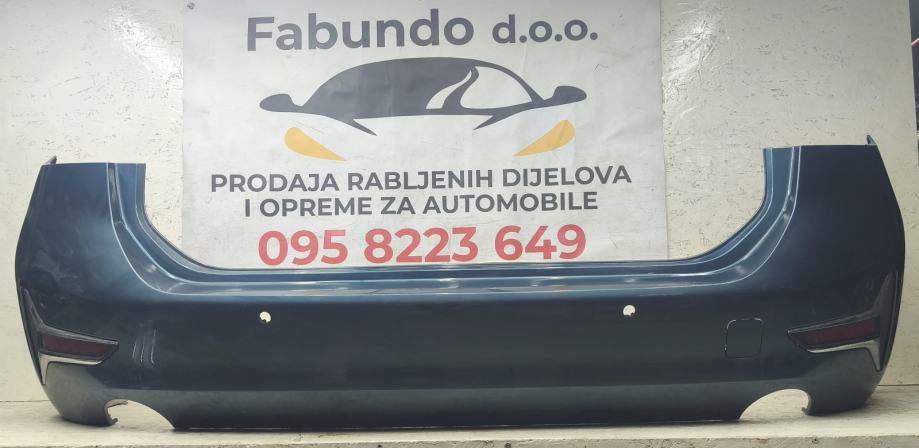 Fabundo d.o.o.
PRODAJA RABLJENIH DIJELOVA
I OPREME ZA AUTOMOBILE
095 8223 649